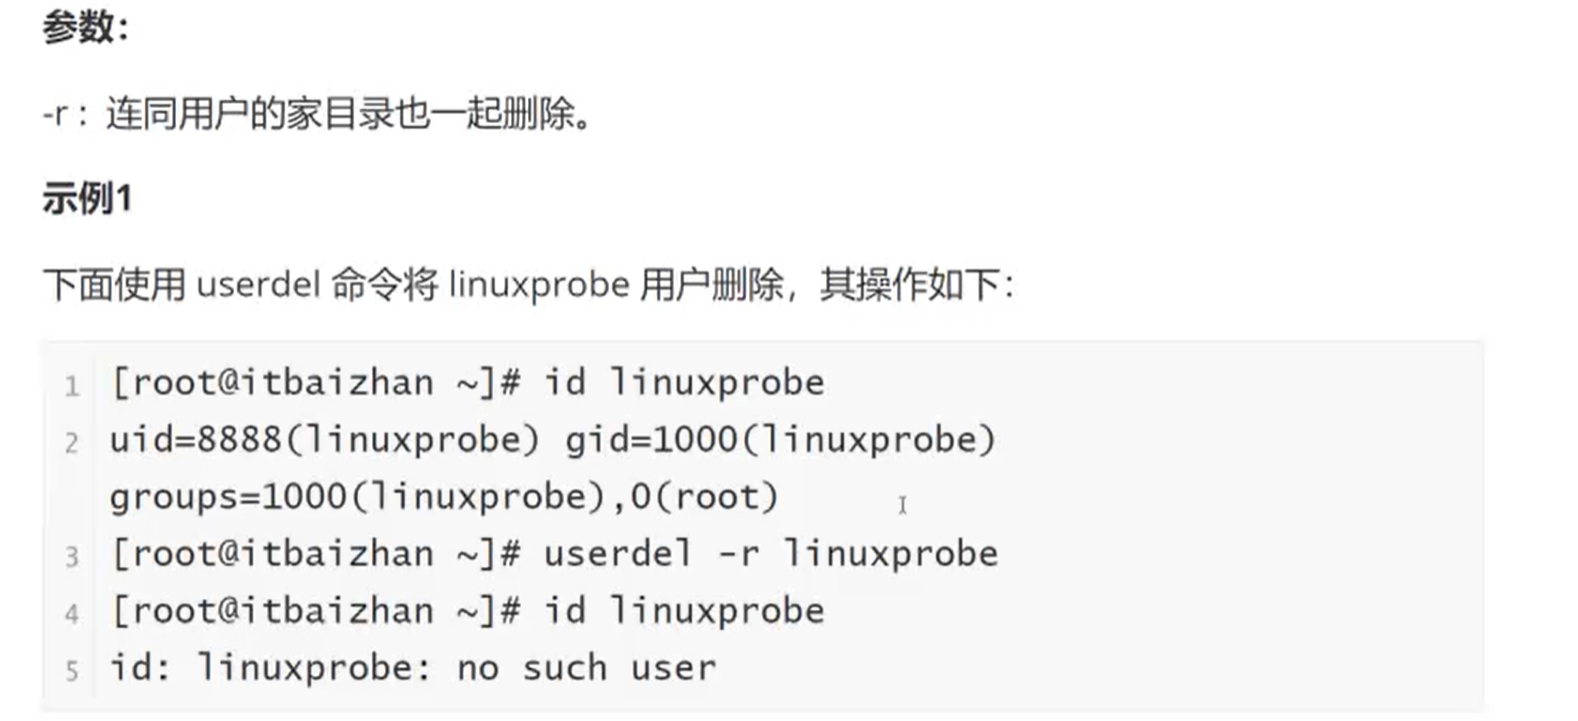 参数：
-r： 连同用户的家目录也一起删除。
示例1
下面使用 userdel 命令将 linuxprobe 用户删除，其操作如下：
1 [root@itbaizhan ~]# id linuxprobe
2 uid=8888(linuxprobe) gid=1000(linuxprobe)
groups=1000(linuxprobe),0(root)
3 [root@itbaizhan ~]# userdel -r linuxprobe
4 [root@itbaizhan ~]# id linuxprobe
5 id: linuxprobe: no such user